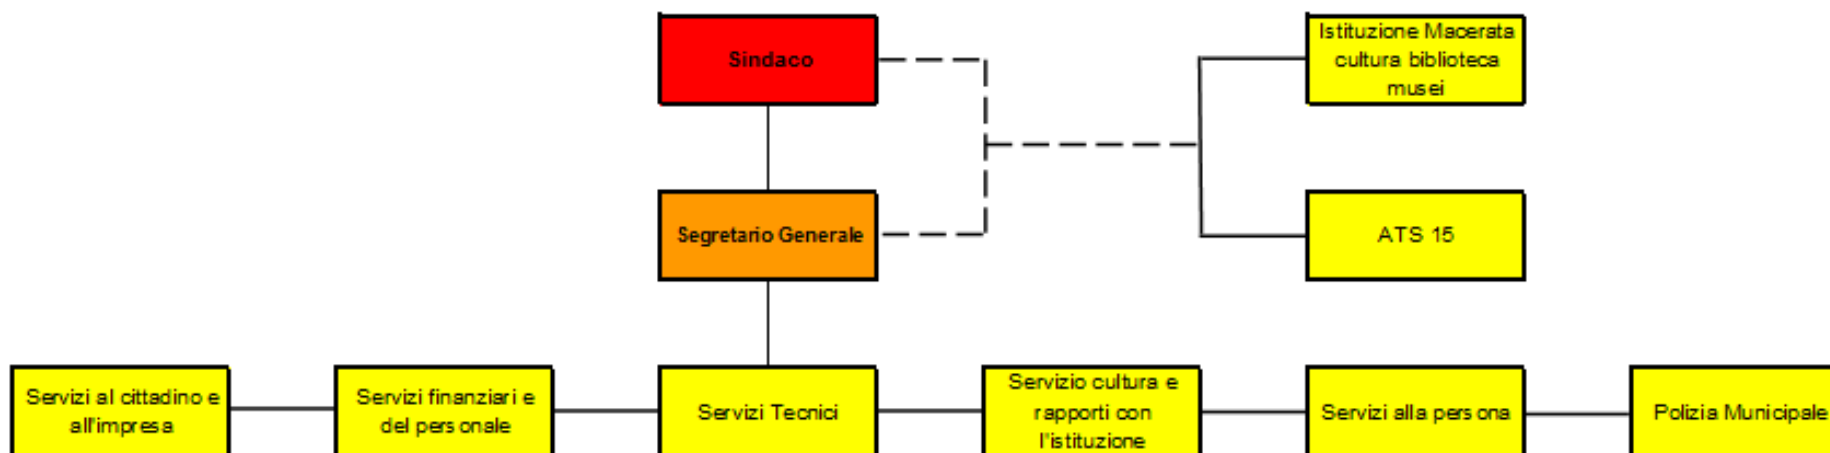 Sindaco
Istituzione Macerata
cultura biblioteca
musei
Segretario Generale
ATS 15
Servizi al cittadino e
all'impresa
Servizi finanziari e
del personale
Servizi Tecnici
Servizio cultura e
rapporti con
l'istituzione
Servizi alla persona
Polizia Municipale